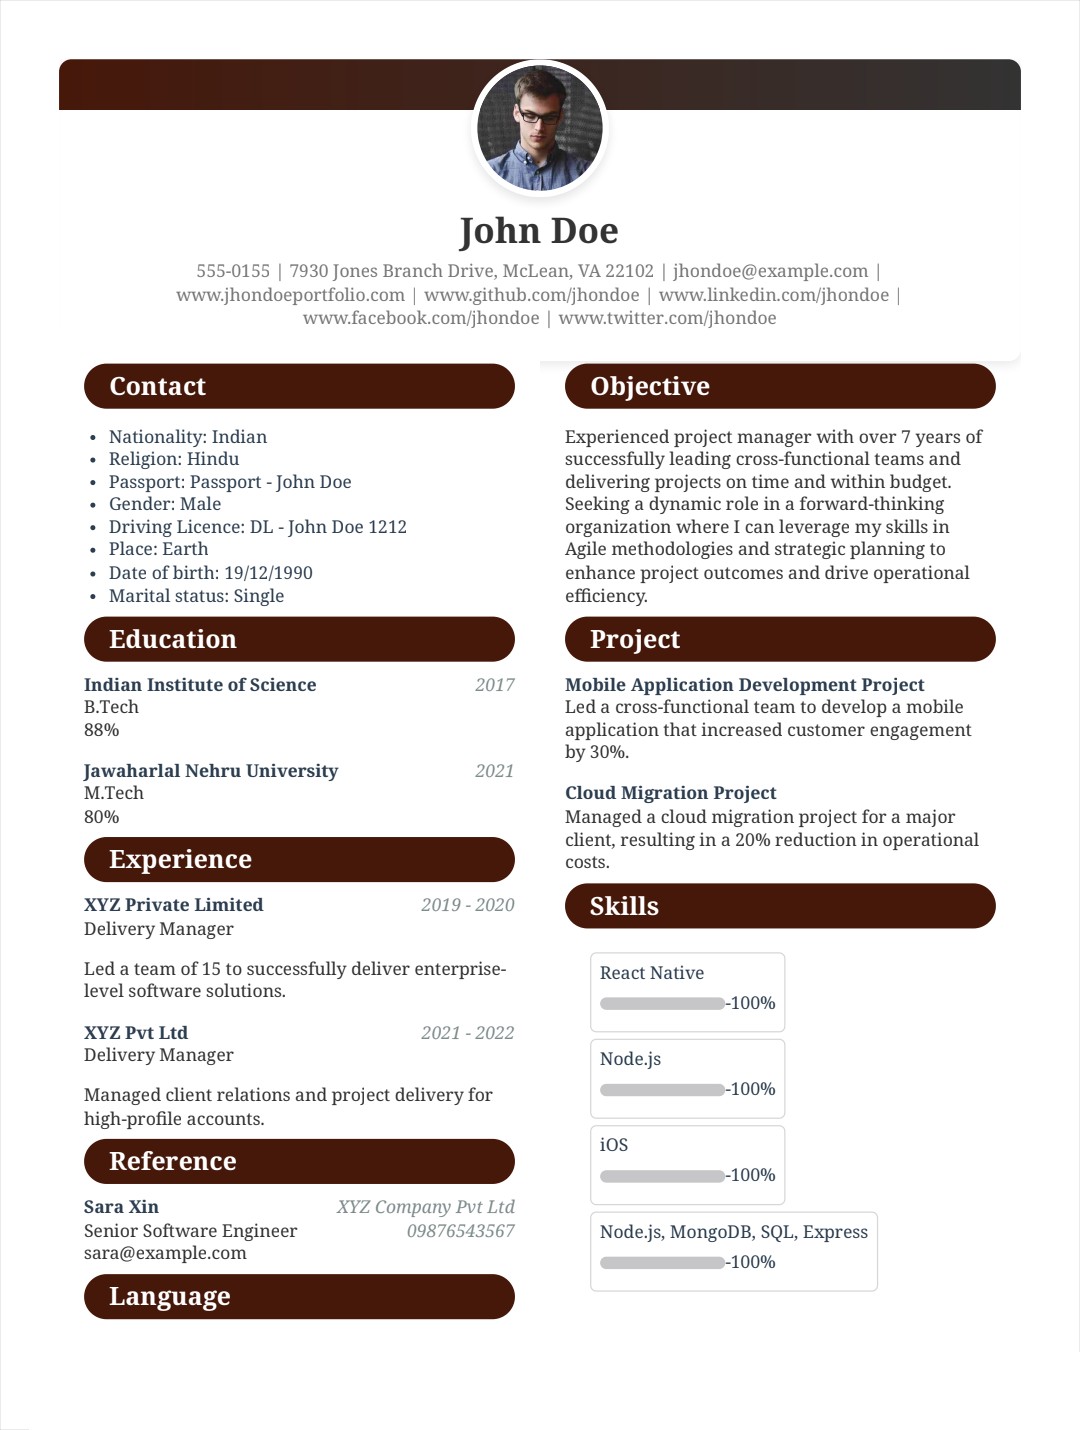 John Doe
555-0155 | 7930 Jones Branch Drive, McLean, VA 22102 | jhondoe@example.com |
www.jhondoeportfolio.com | www.github.com/jhondoe | www.linkedin.com/jhondoe |
www.facebook.com/jhondoe | www.twitter.com/jhondoe
Contact
• Nationality: Indian
• Religion: Hindu
• Passport: Passport - John Doe
• Gender: Male
• Driving Licence: DL - John Doe 1212
• Place: Earth
• Date of birth: 19/12/1990
• Marital status: Single
Education
Indian Institute of Science 2017
B.Tech
88%
Jawaharlal Nehru University 2021
M.Tech
80%
Experience
XYZ Private Limited 2019 - 2020
Delivery Manager
Led a team of 15 to successfully deliver enterprise-
level software solutions.
XYZ Pvt Ltd 2021 - 2022
Delivery Manager
Managed client relations and project delivery for
high-profile accounts.
Reference
Sara Xin XYZ Company Pvt Ltd
Senior Software Engineer 09876543567
sara@example.com
Language
Objective
Experienced project manager with over 7 years of
successfully leading cross-functional teams and
delivering projects on time and within budget.
Seeking a dynamic role in a forward-thinking
organization where I can leverage my skills in
Agile methodologies and strategic planning to
enhance project outcomes and drive operational
efficiency.
Project
Mobile Application Development Project
Led a cross-functional team to develop a mobile
application that increased customer engagement
by 30%.
Cloud Migration Project
Managed a cloud migration project for a major
client, resulting in a 20% reduction in operational
costs.
Skills
React Native
-100%
Node.js
-100%
iOS
-100%
Node.js, MongoDB, SQL, Express
-100%